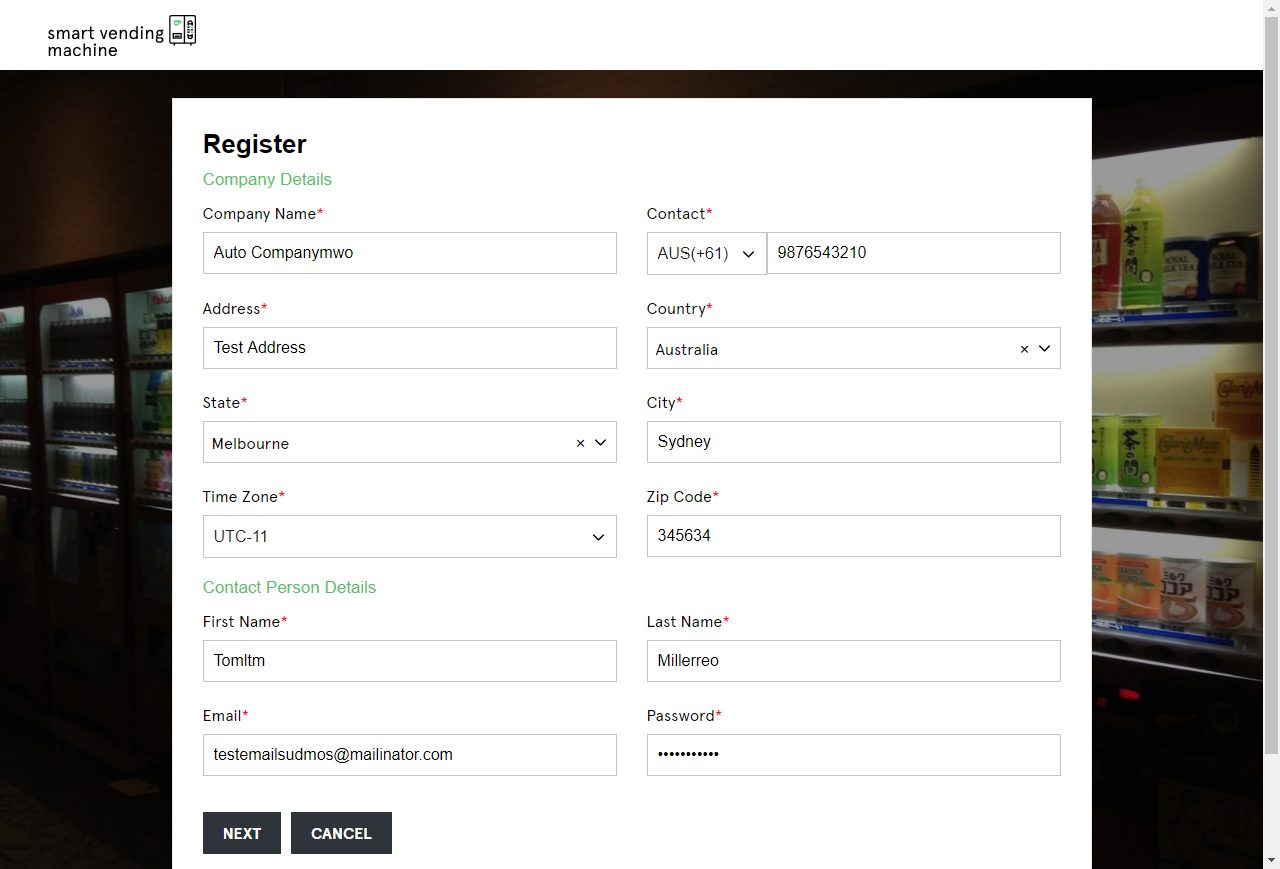 smart vending
machine
Register
Company Details
Company Name* Contact*
Auto Companymwo AUS(+61) 9876543210
Address* Country*
Test Address Australia ×
State* City*
Melbourne × Sydney
Time Zone* Zip Code*
UTC-11 345634
Contact Person Details
First Name* Last Name*
Tomltm Millerreo
Email* Password*
testemailsudmos@mailinator.com •••••••••••
NEXT CANCEL